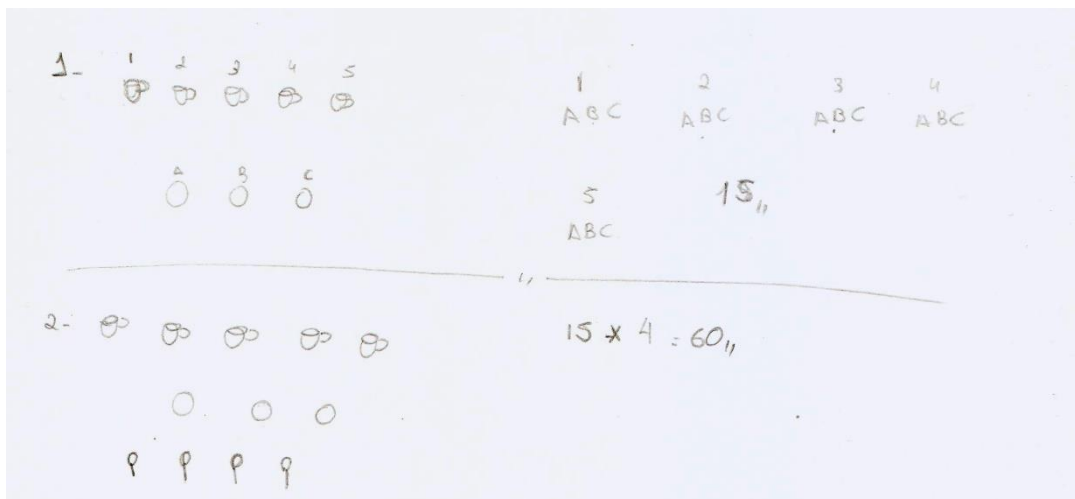 1- 1 2 3 4 5
A B C
1 2 3 4
ABC ABC ABC ABC
5 15,,
ABC
,,
2- 15 x 4 = 60,,